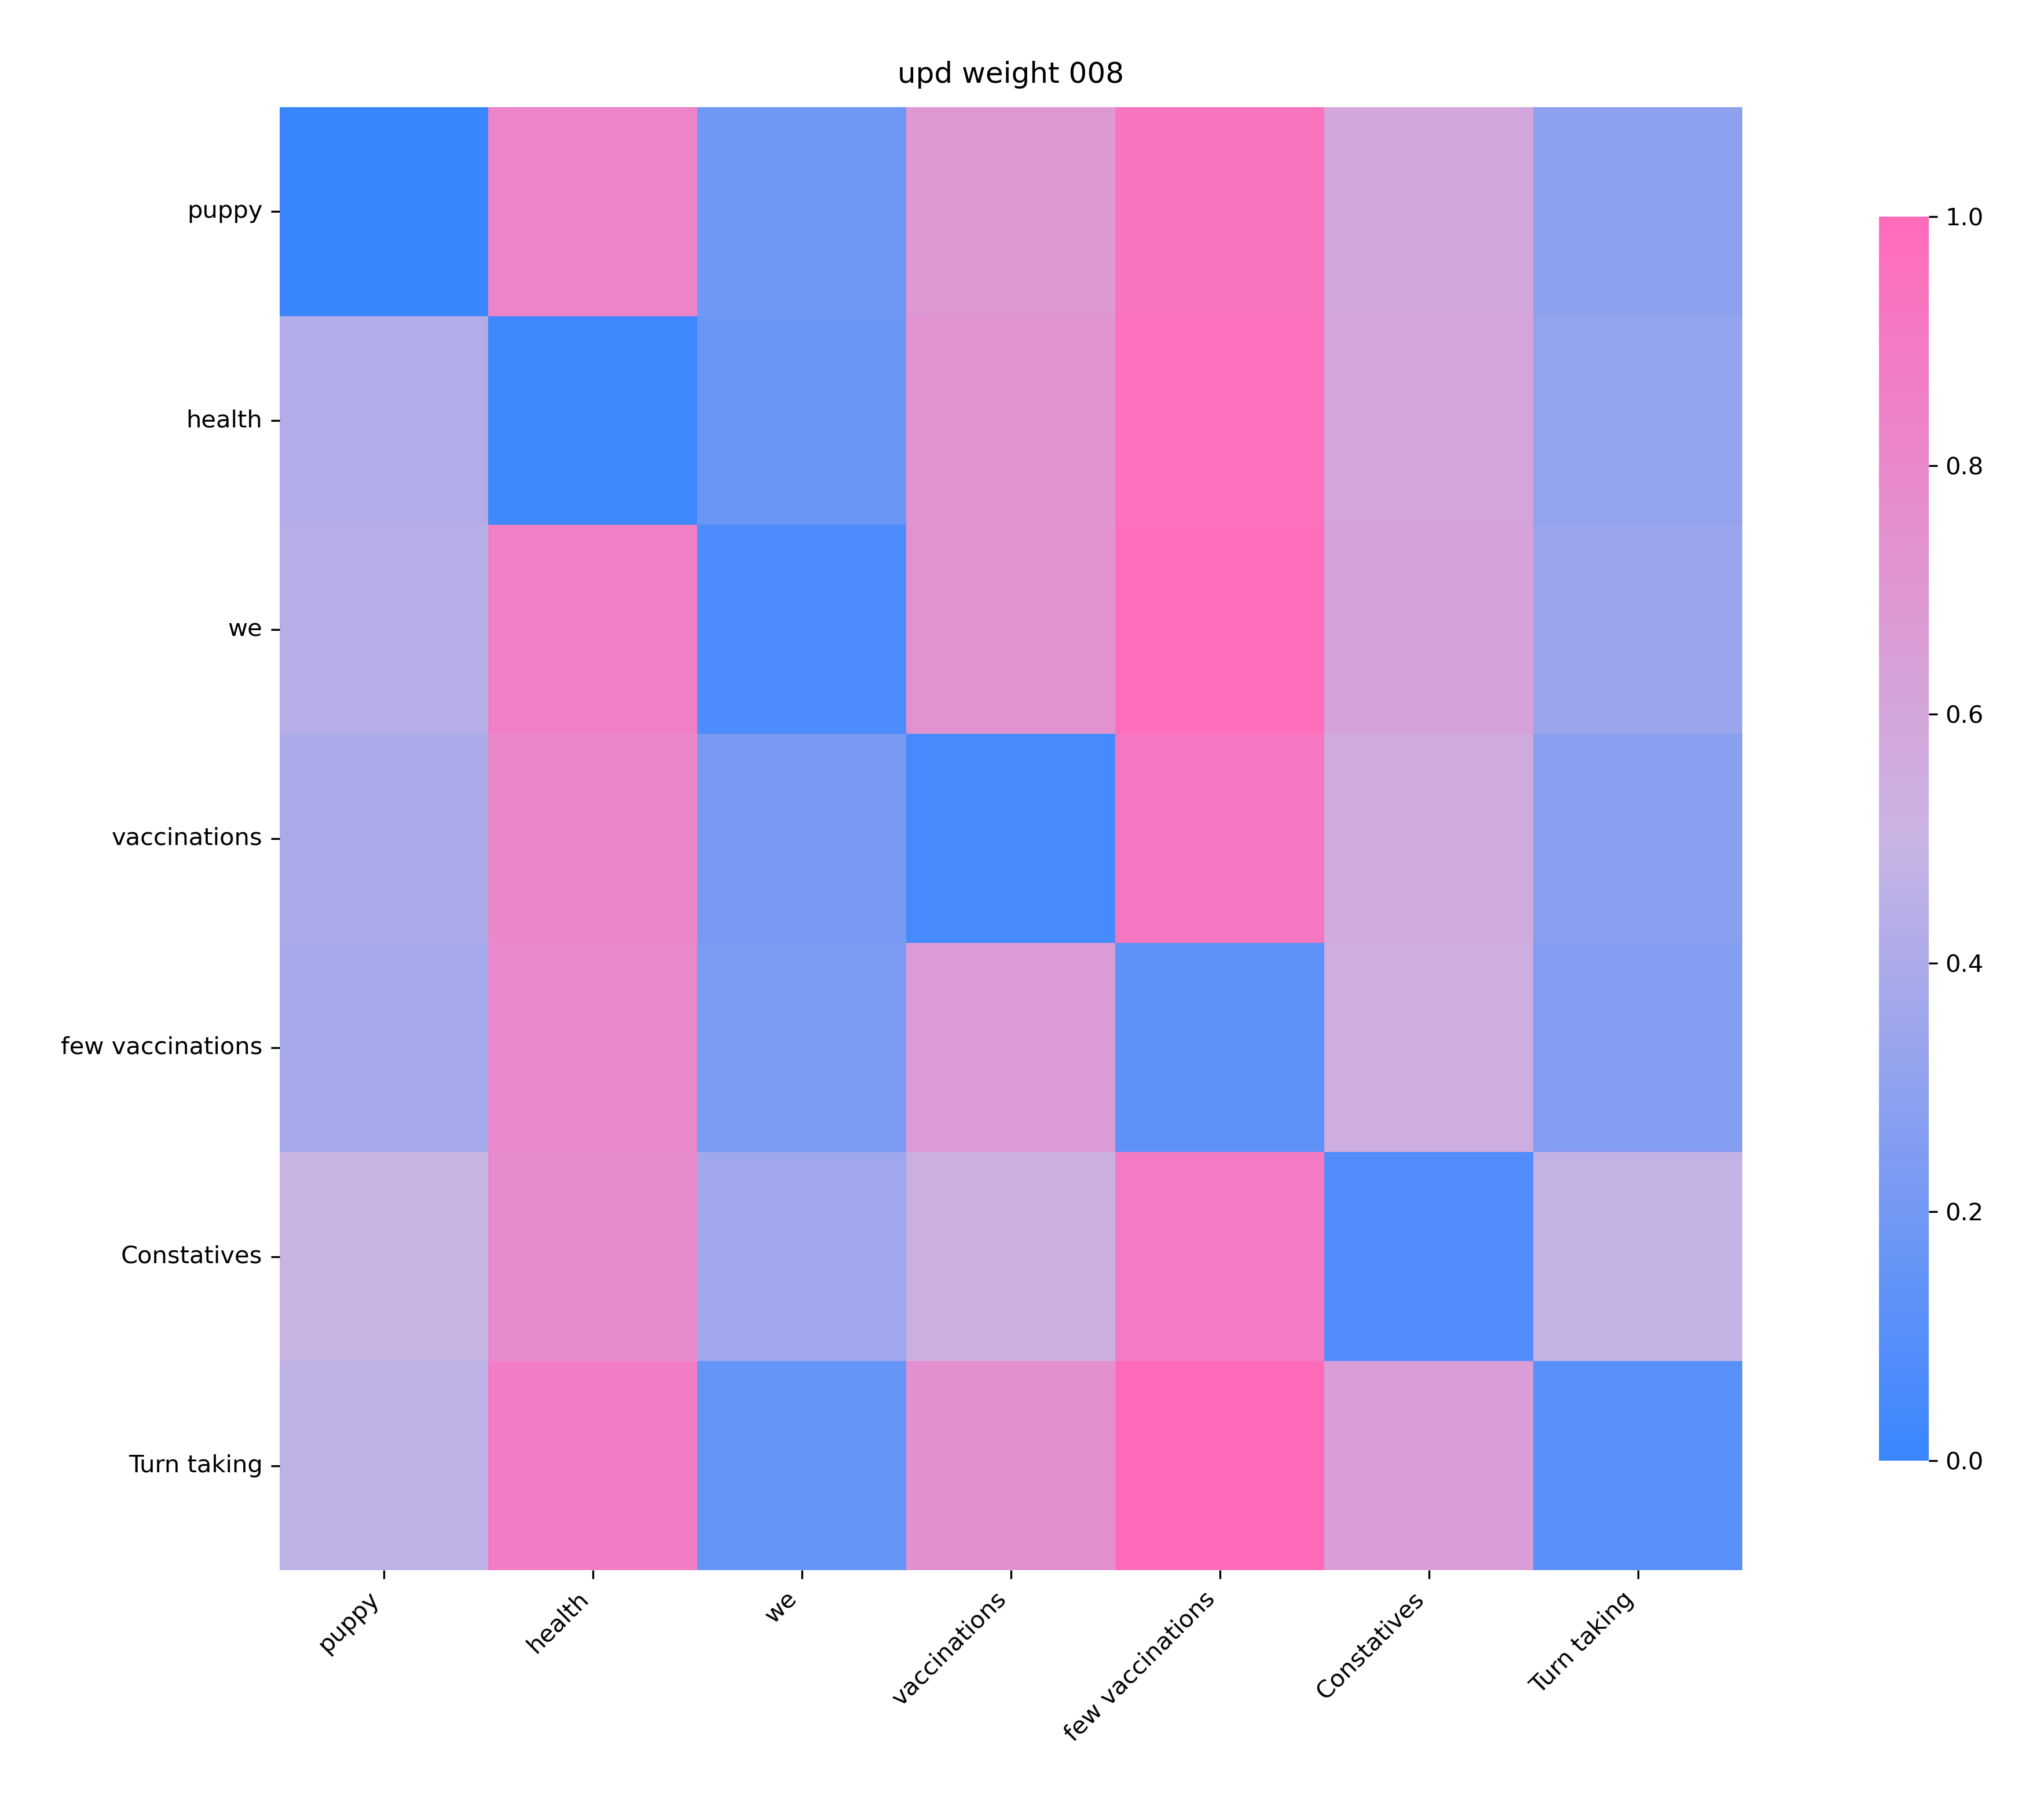 upd weight 008
puppy
health
we
vaccinations
few vaccinations
Constatives
Turn taking
puppy
health
we
vaccinations
few vaccinations
Constatives
Turn taking
1.0
0.8
0.6
0.4
0.2
0.0